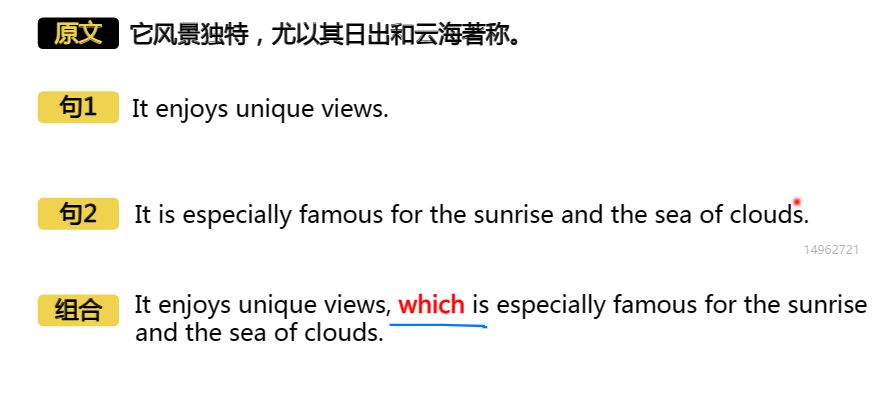 原文 它风景独特，尤以其日出和云海著称。
句1 It enjoys unique views.
句2 It is especially famous for the sunrise and the sea of clouds.
14962721
组合 It enjoys unique views, which is especially famous for the sunrise
and the sea of clouds.